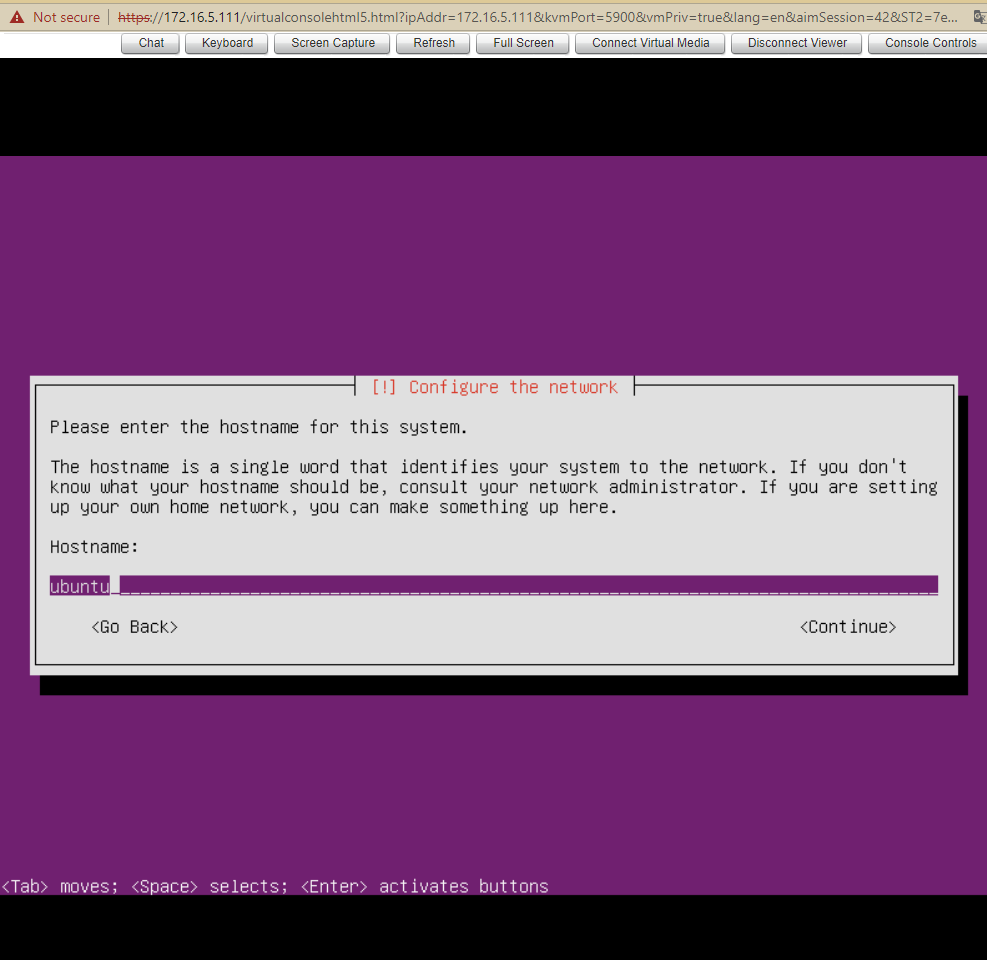 Not secure | https://172.16.5.111/virtualconsolehtml5.html?ipAddr=172.16.5.111&kvmPort=5900&vmPriv=true&lang=en&aimSession=42&ST2=7e...
Chat Keyboard Screen Capture Refresh Full Screen Connect Virtual Media Disconnect Viewer Console Controls
[!] Configure the network
Please enter the hostname for this system.
The hostname is a single word that identifies your system to the network. If you don't
know what your hostname should be, consult your network administrator. If you are setting
up your own home network, you can make something up here.
Hostname:
ubuntu
<Go Back> <Continue>
<Tab> moves; <Space> selects; <Enter> activates buttons